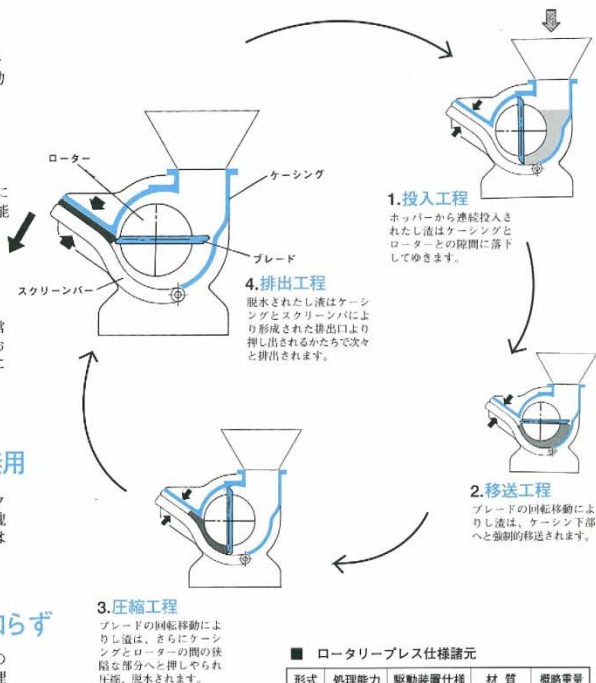 ローター
ケーシング
ブレード
スクリーンバー
1.投入工程
ホッパーから連続投入さ
れたし渣はケーシングと
ローターとの隙間に落下
してゆきます。
2.移送工程
ブレードの回転移動によ
りし渣は、ケーシン下部
へと強制的移送されます。
3.圧縮工程
ブレードの回転移動によ
りし渣は、さらにケーシ
ングとローターの間の狭
隘な部分へと押しやられ
圧縮、脱水されます。
4.排出工程
脱水されたし渣はケーシ
ングとスクリーンバによ
り形成された排出口より
押し出されるかたちで次々
と排出されます。
用
らず
■ ロータリープレス仕様諸元
形式 処理能力 駆動装置仕様 材 質 概略重量